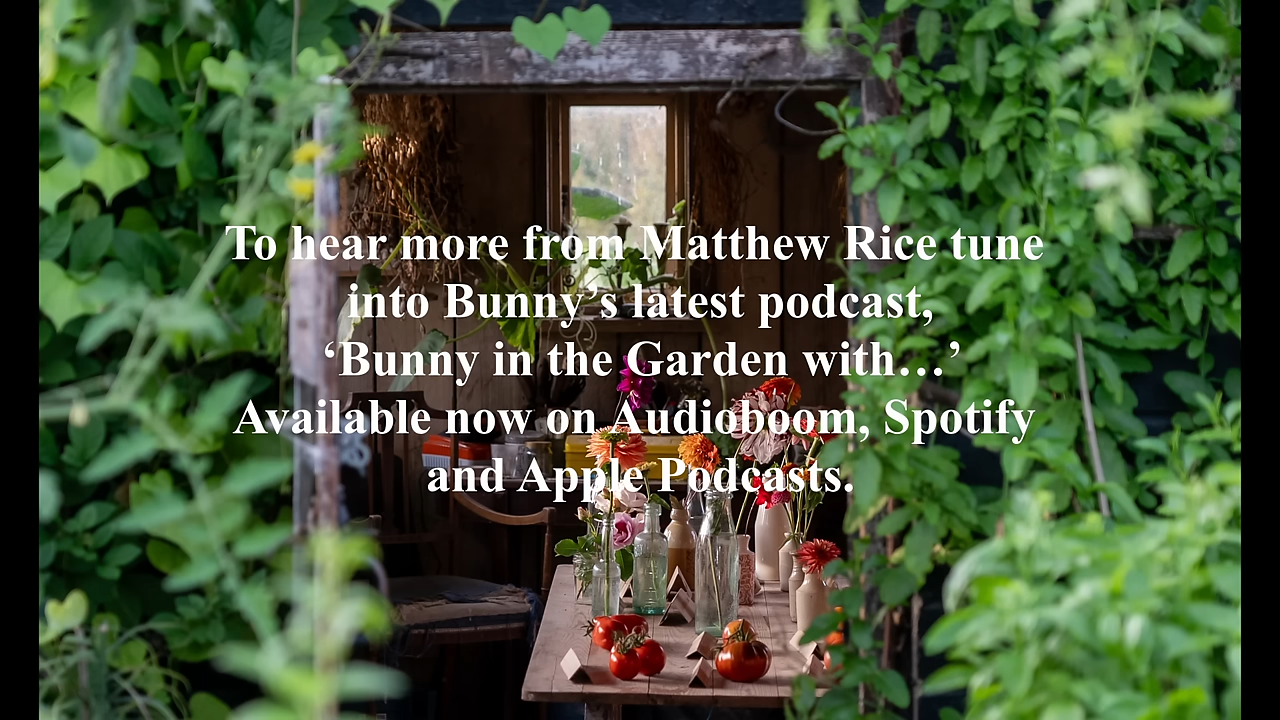 To hear more from Matthew Rice tune
into Bunny’s latest podcast,
‘Bunny in the Garden with…’
Available now on Audioboom, Spotify
and Apple Podcasts.